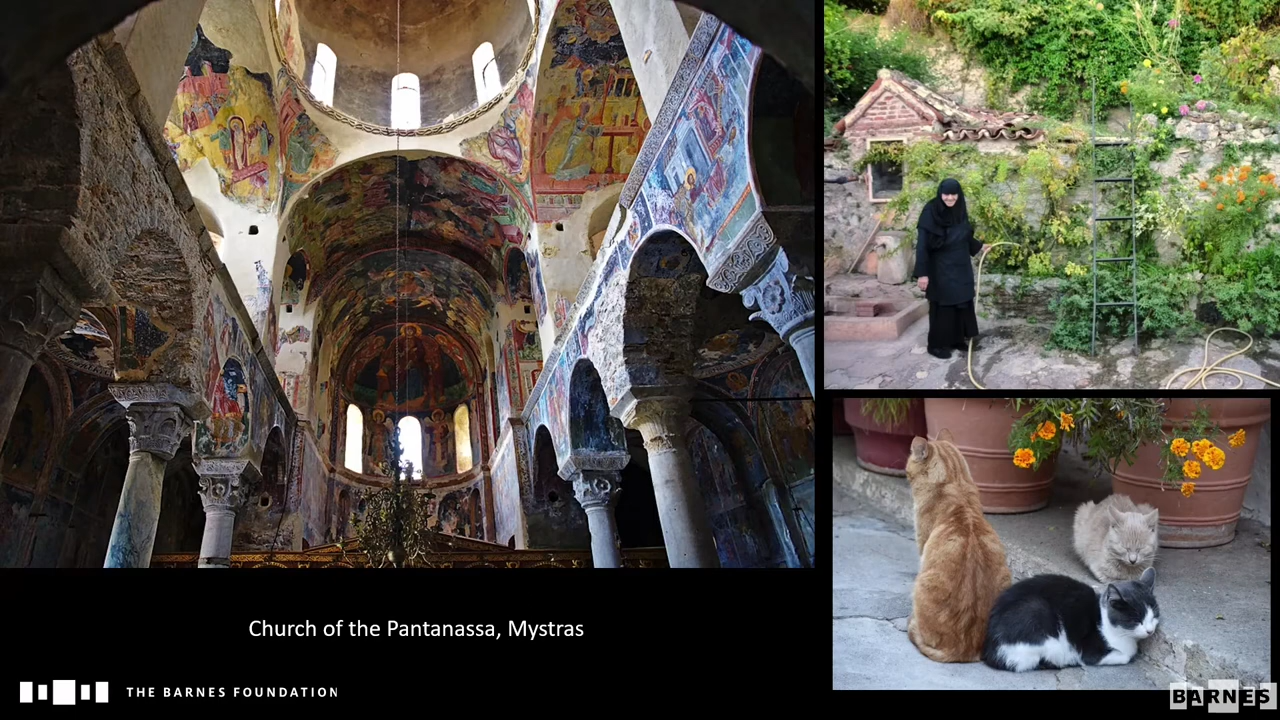 Church of the Pantanassa, Mystras
THE BARNES FOUNDATION
BARNES